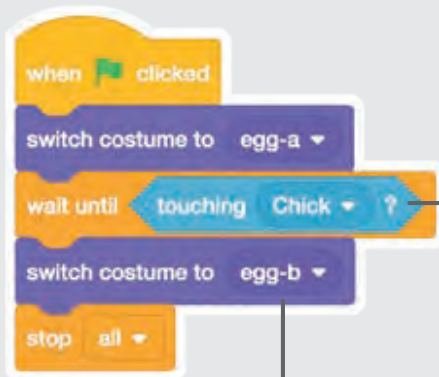 when clicked
switch costume to egg-a
wait until touching Chick ?
switch costume to egg-b
stop all